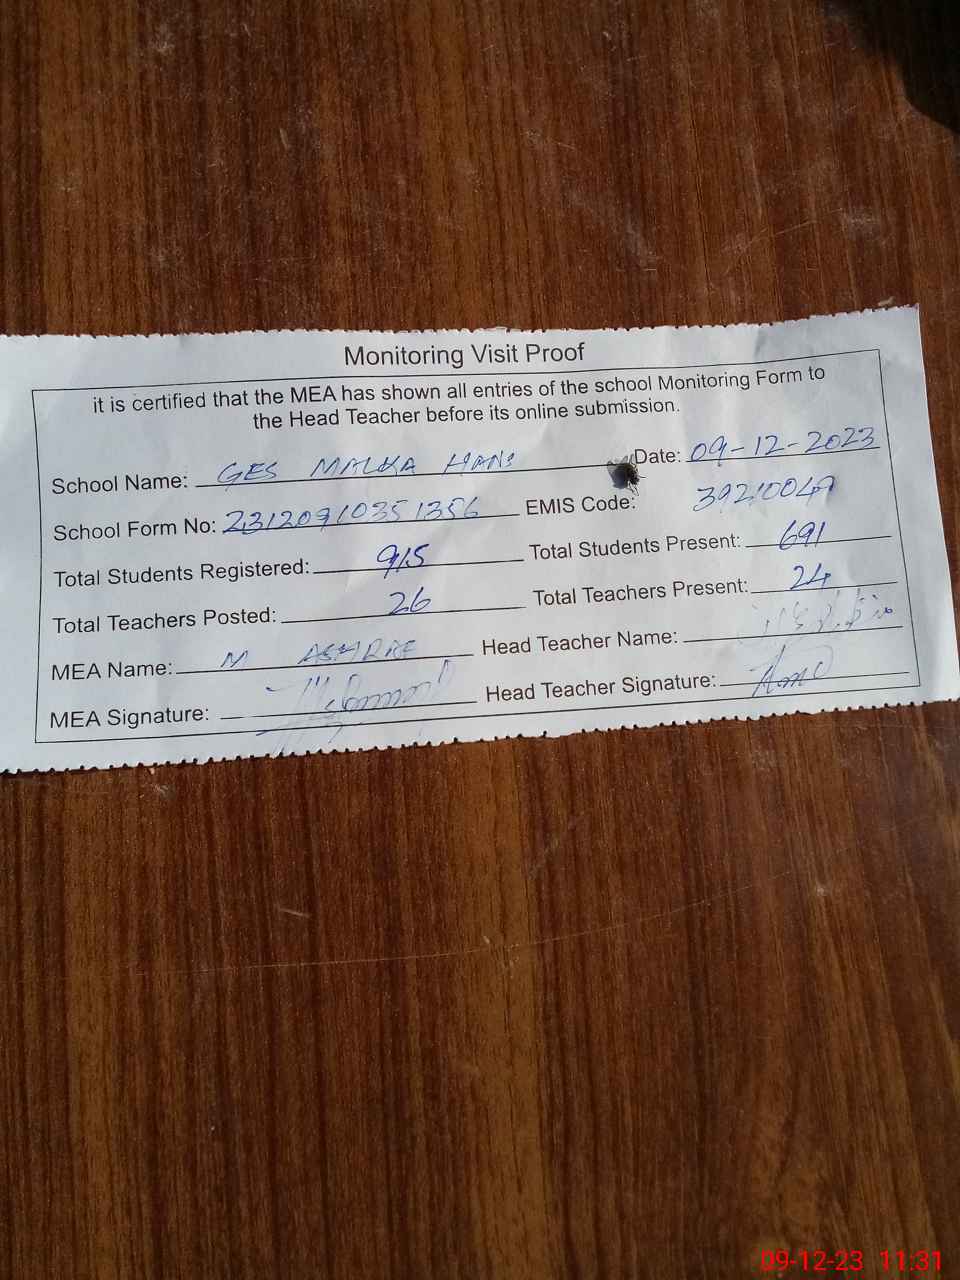 Monitoring Visit Proof
it is certified that the MEA has shown all entries of the school Monitoring Form to
the Head Teacher before its online submission.
School Name: GES MALKA HANS Date: 09-12-2023
School Form No: 23120910351356 EMIS Code: 39210047
Total Students Registered: 915 Total Students Present: 691
Total Teachers Posted: 26 Total Teachers Present: 24
MEA Name: M ASHRAF Head Teacher Name:
MEA Signature: Head Teacher Signature:
09-12-23 11:31